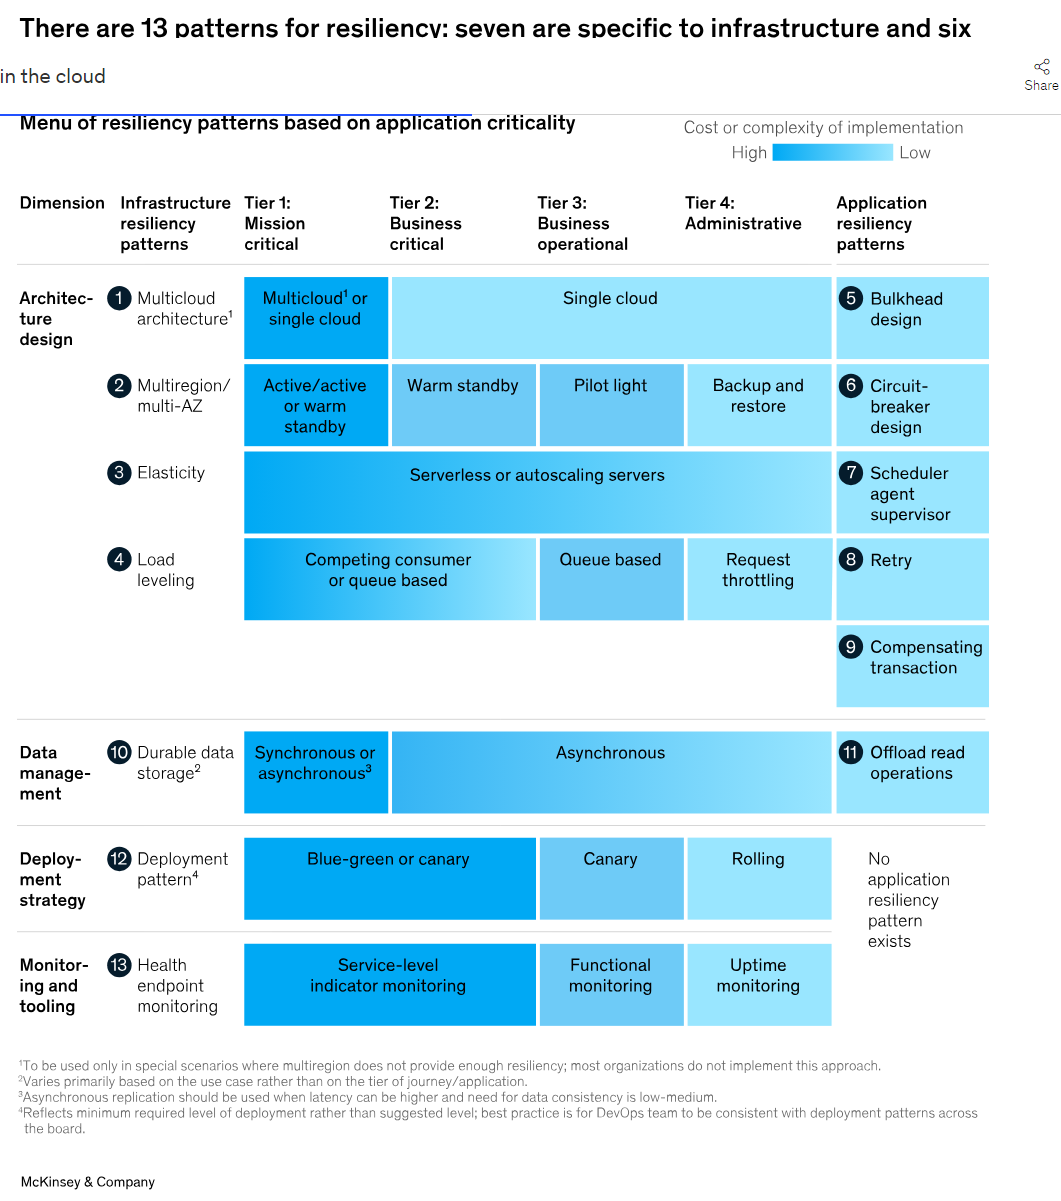 There are 13 patterns for resiliency: seven are specific to infrastructure and six
in the cloud
Share
Menu of resiliency patterns based on application criticality
Cost or complexity of implementation
High Low
Dimension
Infrastructure
resiliency
patterns
Tier 1:
Mission
critical
Tier 2:
Business
critical
Tier 3:
Business
operational
Tier 4:
Administrative
Application
resiliency
patterns
Architec-
ture
design
1 Multicloud
architecture¹
Multicloud¹ or
single cloud
Single cloud
5 Bulkhead
design
2 Multiregion/
multi-AZ
Active/active
or warm
standby
Warm standby
Pilot light
Backup and
restore
6 Circuit-
breaker
design
3 Elasticity
Serverless or autoscaling servers
7 Scheduler
agent
supervisor
4 Load
leveling
Competing consumer
or queue based
Queue based
Request
throttling
8 Retry
9 Compensating
transaction
Data
manage-
ment
10 Durable data
storage²
Synchronous or
asynchronous³
Asynchronous
11 Offload read
operations
Deploy-
ment
strategy
12 Deployment
pattern⁴
Blue-green or canary
Canary
Rolling
No
application
resiliency
pattern
exists
Monitor-
ing and
tooling
13 Health
endpoint
monitoring
Service-level
indicator monitoring
Functional
monitoring
Uptime
monitoring
¹To be used only in special scenarios where multiregion does not provide enough resiliency; most organizations do not implement this approach.
²Varies primarily based on the use case rather than on the tier of journey/application.
³Asynchronous replication should be used when latency can be higher and need for data consistency is low-medium.
⁴Reflects minimum required level of deployment rather than suggested level; best practice is for DevOps team to be consistent with deployment patterns across
the board.
McKinsey & Company